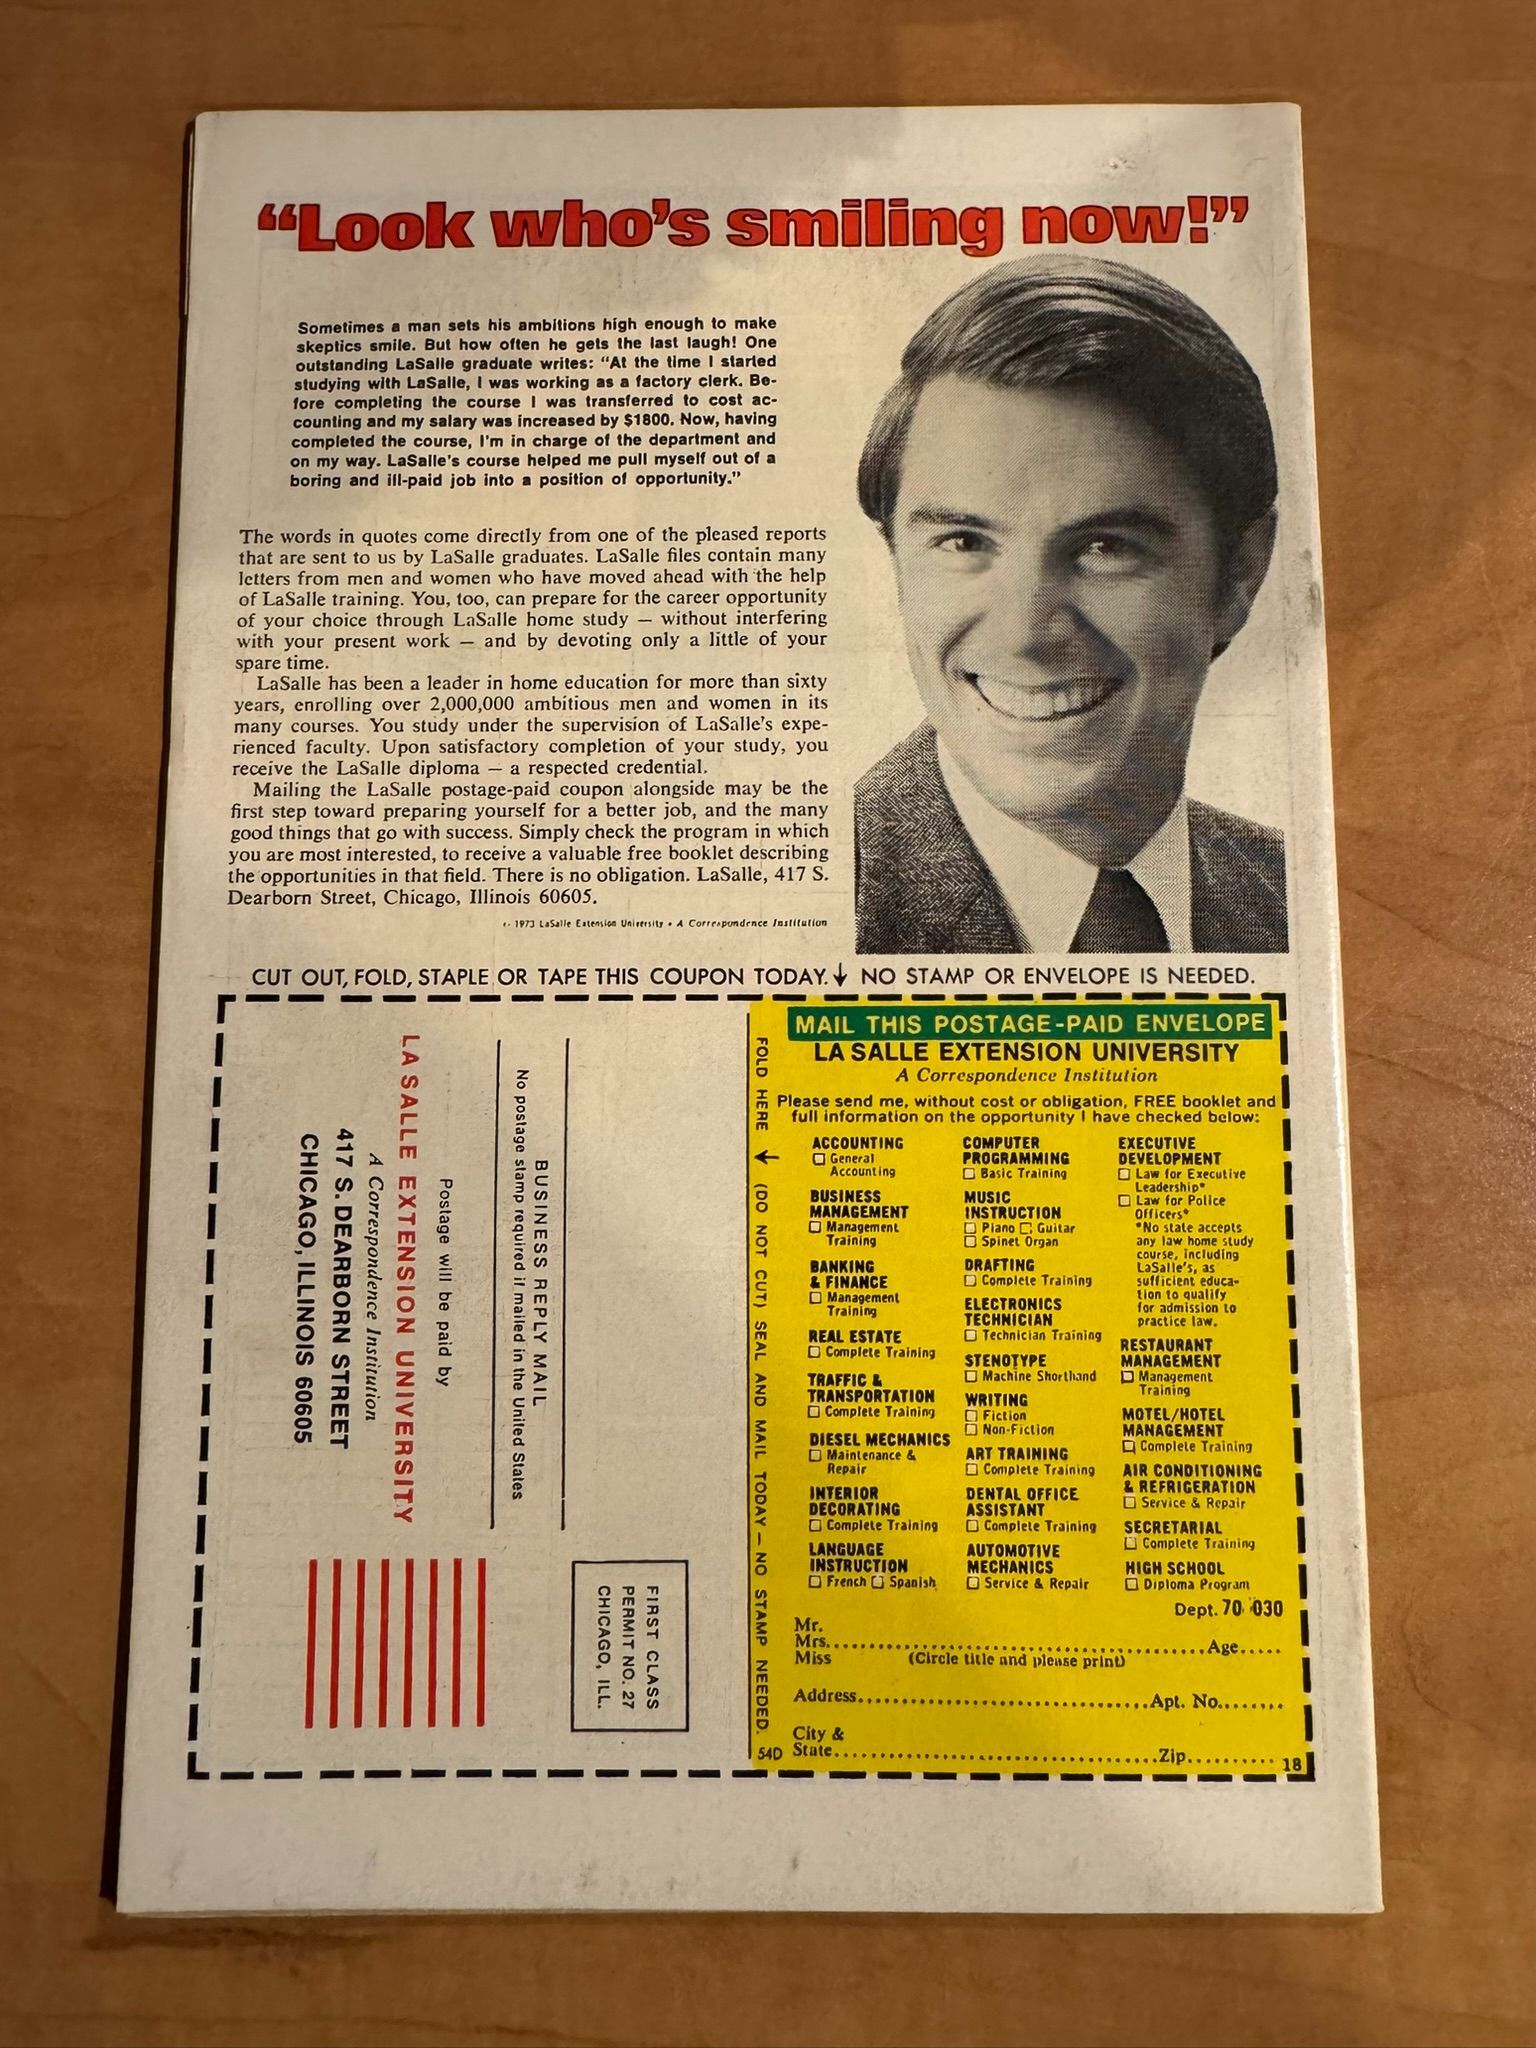 “Look who’s smiling now!”
Sometimes a man sets his ambitions high enough to make
skeptics smile. But how often he gets the last laugh! One
outstanding LaSalle graduate writes: “At the time I started
studying with LaSalle, I was working as a factory clerk. Be-
fore completing the course I was transferred to cost ac-
counting and my salary was increased by $1800. Now, having
completed the course, I’m in charge of the department and
on my way. LaSalle’s course helped me pull myself out of a
boring and ill-paid job into a position of opportunity.”
The words in quotes come directly from one of the pleased reports
that are sent to us by LaSalle graduates. LaSalle files contain many
letters from men and women who have moved ahead with the help
of LaSalle training. You, too, can prepare for the career opportunity
of your choice through LaSalle home study — without interfering
with your present work — and by devoting only a little of your
spare time.
LaSalle has been a leader in home education for more than sixty
years, enrolling over 2,000,000 ambitious men and women in its
many courses. You study under the supervision of LaSalle’s expe-
rienced faculty. Upon satisfactory completion of your study, you
receive the LaSalle diploma — a respected credential.
Mailing the LaSalle postage-paid coupon alongside may be the
first step toward preparing yourself for a better job, and the many
good things that go with success. Simply check the program in which
you are most interested, to receive a valuable free booklet describing
the opportunities in that field. There is no obligation. LaSalle, 417 S.
Dearborn Street, Chicago, Illinois 60605.
© 1973 LaSalle Extension University • A Correspondence Institution
CUT OUT, FOLD, STAPLE OR TAPE THIS COUPON TODAY. ↓ NO STAMP OR ENVELOPE IS NEEDED.
FIRST CLASS
PERMIT NO. 27
CHICAGO, ILL.
BUSINESS REPLY MAIL
No postage stamp required if mailed in the United States
Postage will be paid by
LA SALLE EXTENSION UNIVERSITY
A Correspondence Institution
417 S. DEARBORN STREET
CHICAGO, ILLINOIS 60605
FOLD HERE ↓ (DO NOT CUT) SEAL AND MAIL TODAY — NO STAMP NEEDED.
54D
MAIL THIS POSTAGE-PAID ENVELOPE
LA SALLE EXTENSION UNIVERSITY
A Correspondence Institution
Please send me, without cost or obligation, FREE booklet and
full information on the opportunity I have checked below:
ACCOUNTING
☐ General
Accounting
BUSINESS
MANAGEMENT
☐ Management
Training
BANKING
& FINANCE
☐ Management
Training
REAL ESTATE
☐ Complete Training
TRAFFIC &
TRANSPORTATION
☐ Complete Training
DIESEL MECHANICS
☐ Maintenance &
Repair
INTERIOR
DECORATING
☐ Complete Training
LANGUAGE
INSTRUCTION
☐ French ☐ Spanish
COMPUTER
PROGRAMMING
☐ Basic Training
MUSIC
INSTRUCTION
☐ Piano ☐ Guitar
☐ Spinet Organ
DRAFTING
☐ Complete Training
ELECTRONICS
TECHNICIAN
☐ Technician Training
STENOTYPE
☐ Machine Shorthand
WRITING
☐ Fiction
☐ Non-Fiction
ART TRAINING
☐ Complete Training
DENTAL OFFICE
ASSISTANT
☐ Complete Training
AUTOMOTIVE
MECHANICS
☐ Service & Repair
EXECUTIVE
DEVELOPMENT
☐ Law for Executive
Leadership*
☐ Law for Police
Officers*
*No state accepts
any law home study
course, including
LaSalle’s, as
sufficient educa-
tion to qualify
for admission to
practice law.
RESTAURANT
MANAGEMENT
☐ Management
Training
MOTEL/HOTEL
MANAGEMENT
☐ Complete Training
AIR CONDITIONING
& REFRIGERATION
☐ Service & Repair
SECRETARIAL
☐ Complete Training
HIGH SCHOOL
☐ Diploma Program
Dept. 70-030
Mr.
Mrs. Age
Miss (Circle title and please print)
Address Apt. No.
City &
State Zip
18